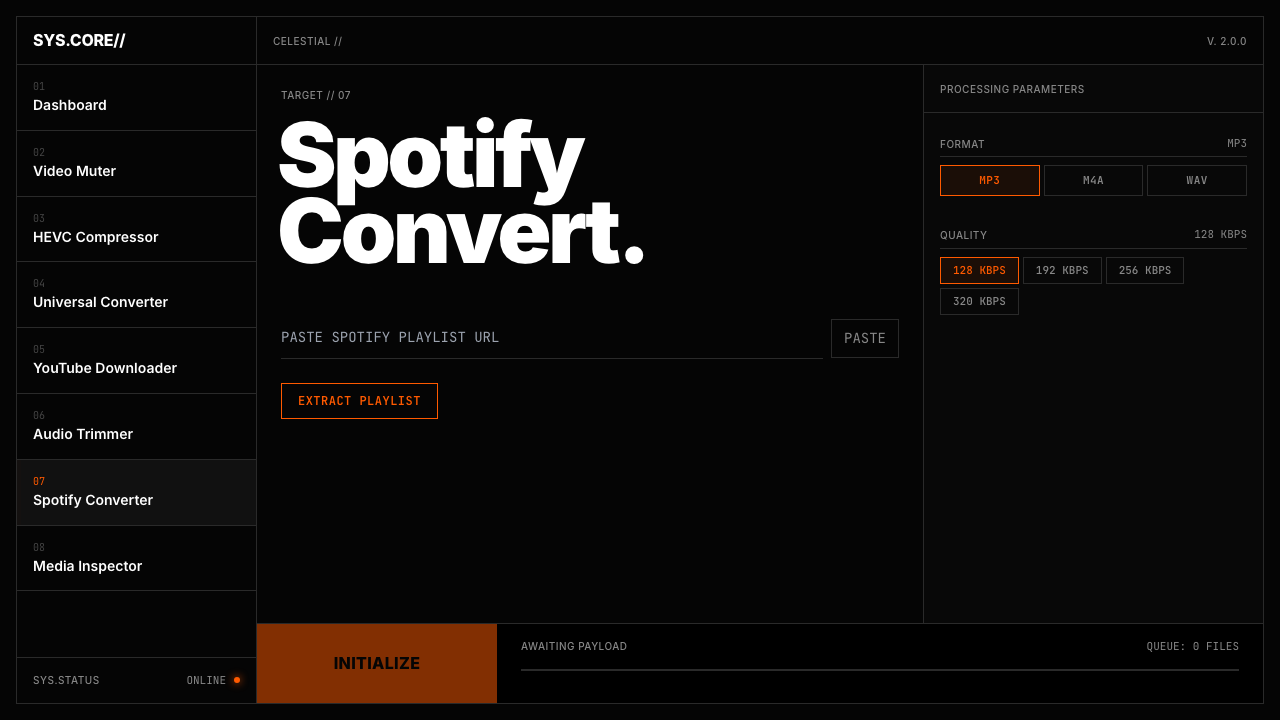 SYS.CORE//
CELESTIAL //
V. 2.0.0
01
Dashboard
02
Video Muter
03
HEVC Compressor
04
Universal Converter
05
YouTube Downloader
06
Audio Trimmer
07
Spotify Converter
08
Media Inspector
SYS.STATUS
ONLINE
TARGET // 07
Spotify
Convert.
PASTE SPOTIFY PLAYLIST URL
PASTE
EXTRACT PLAYLIST
PROCESSING PARAMETERS
FORMAT
MP3
MP3 M4A WAV
QUALITY
128 KBPS
128 KBPS 192 KBPS 256 KBPS
320 KBPS
INITIALIZE
AWAITING PAYLOAD
QUEUE: 0 FILES